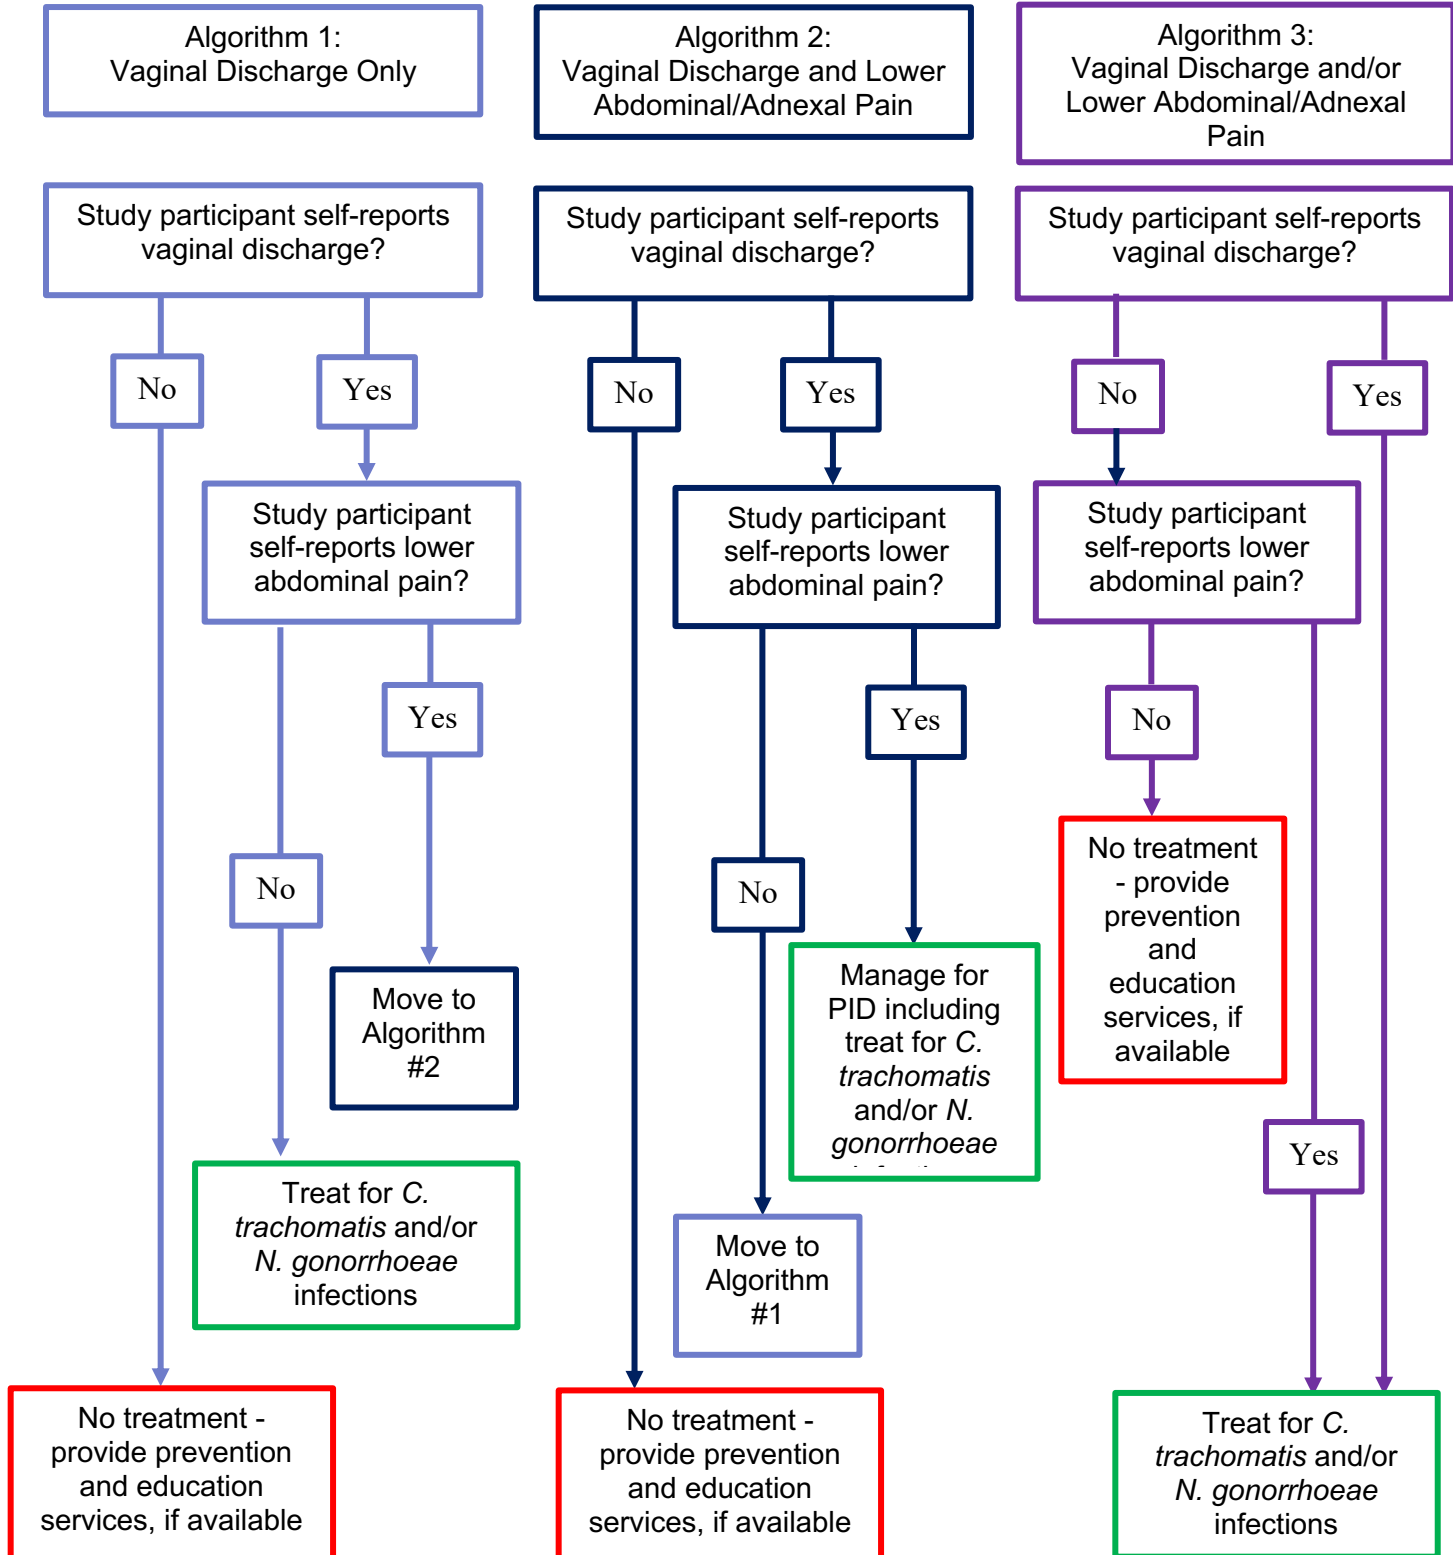 Algorithm 1:
Vaginal Discharge Only
Study participant self-reports
vaginal discharge?
No
Yes
Study participant
self-reports lower
abdominal pain?
Yes
No
Move to
Algorithm
#2
Treat for C.
trachomatis and/or
N. gonorrhoeae
infections
No treatment -
provide prevention
and education
services, if available
Algorithm 2:
Vaginal Discharge and Lower
Abdominal/Adnexal Pain
Study participant self-reports
vaginal discharge?
No
Yes
Study participant
self-reports lower
abdominal pain?
Yes
No
Manage for
PID including
treat for C.
trachomatis
and/or N.
gonorrhoeae
Move to
Algorithm
#1
No treatment -
provide prevention
and education
services, if available
Algorithm 3:
Vaginal Discharge and/or
Lower Abdominal/Adnexal
Pain
Study participant self-reports
vaginal discharge?
No
Yes
Study participant
self-reports lower
abdominal pain?
No
No treatment
- provide
prevention
and
education
services, if
available
Yes
Treat for C.
trachomatis and/or
N. gonorrhoeae
infections